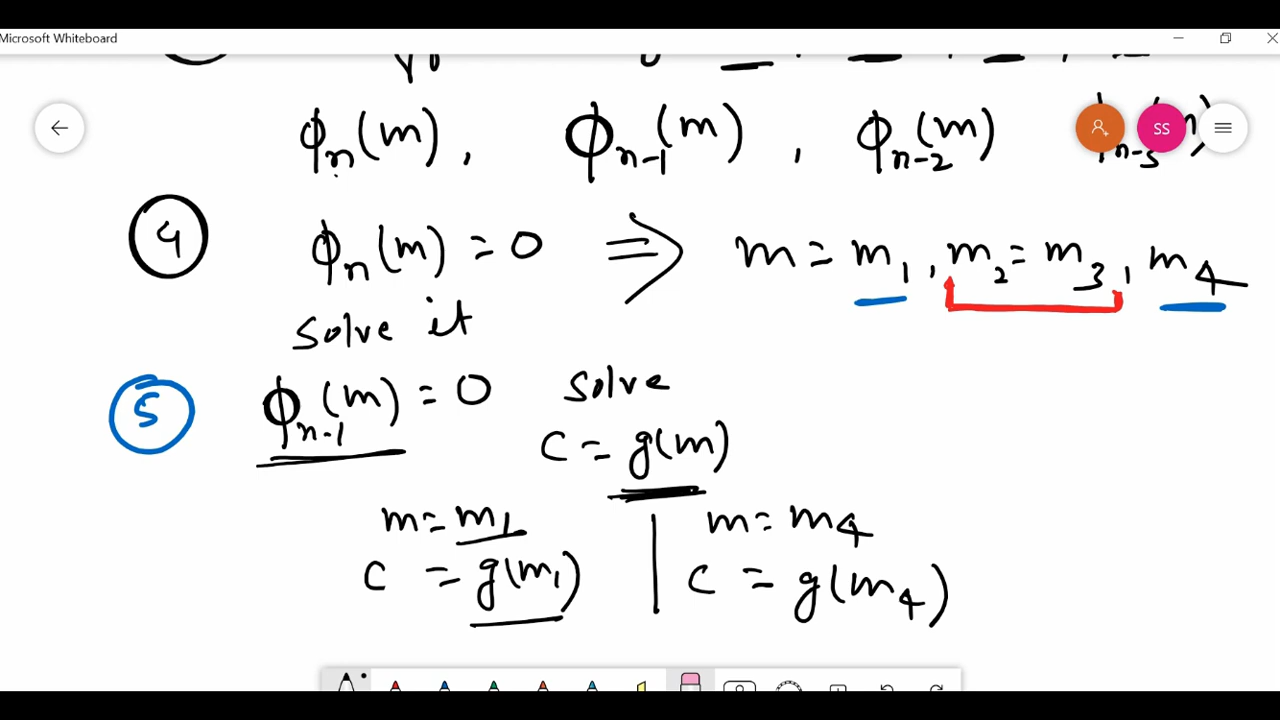 Microsoft Whiteboard
ϕₙ(m), ϕₙ₋₁(m), ϕₙ₋₂(m)
SS
4 ϕₙ(m) = 0 ⇒ m = m₁, m₂ = m₃, m₄
solve it
5 ϕₙ₋₁(m) = 0 solve
c = g(m)
m = m₁ | m = m₄
c = g(m₁) | c = g(m₄)